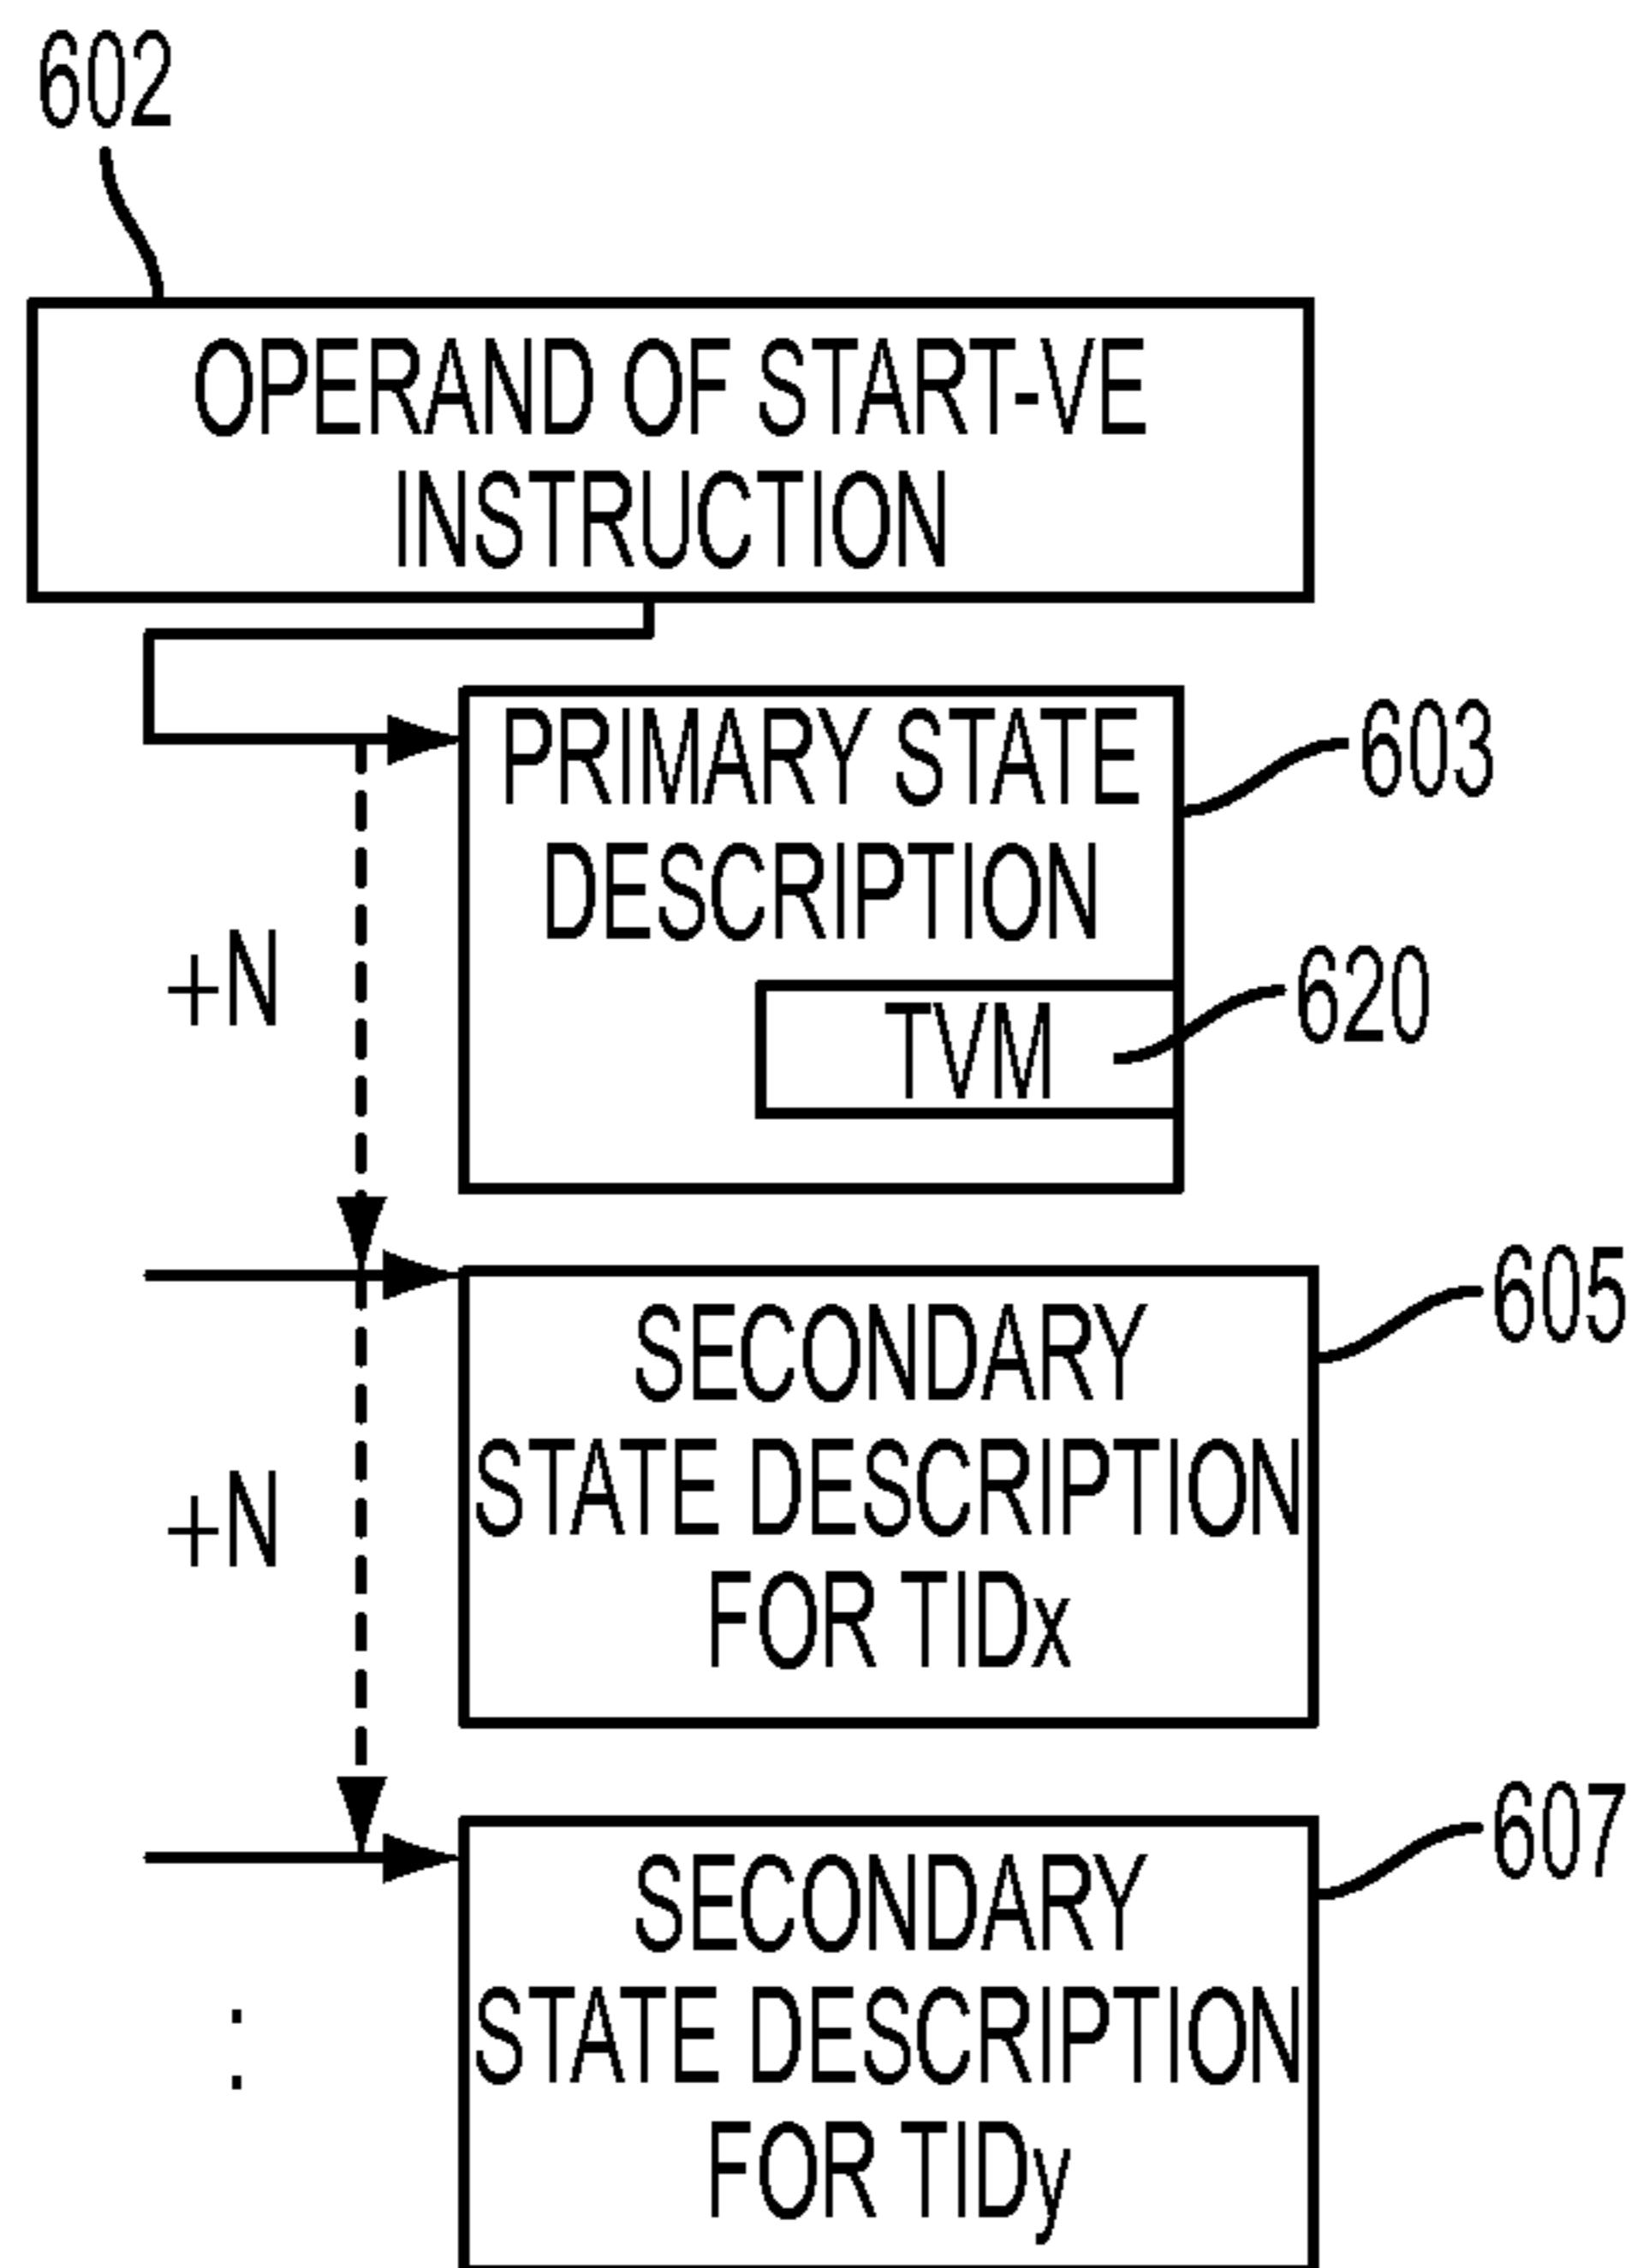 602
OPERAND OF START-VE
INSTRUCTION
PRIMARY STATE
DESCRIPTION
603
+N
TVM
620
SECONDARY
STATE DESCRIPTION
FOR TIDx
605
+N
SECONDARY
STATE DESCRIPTION
FOR TIDy
607
: